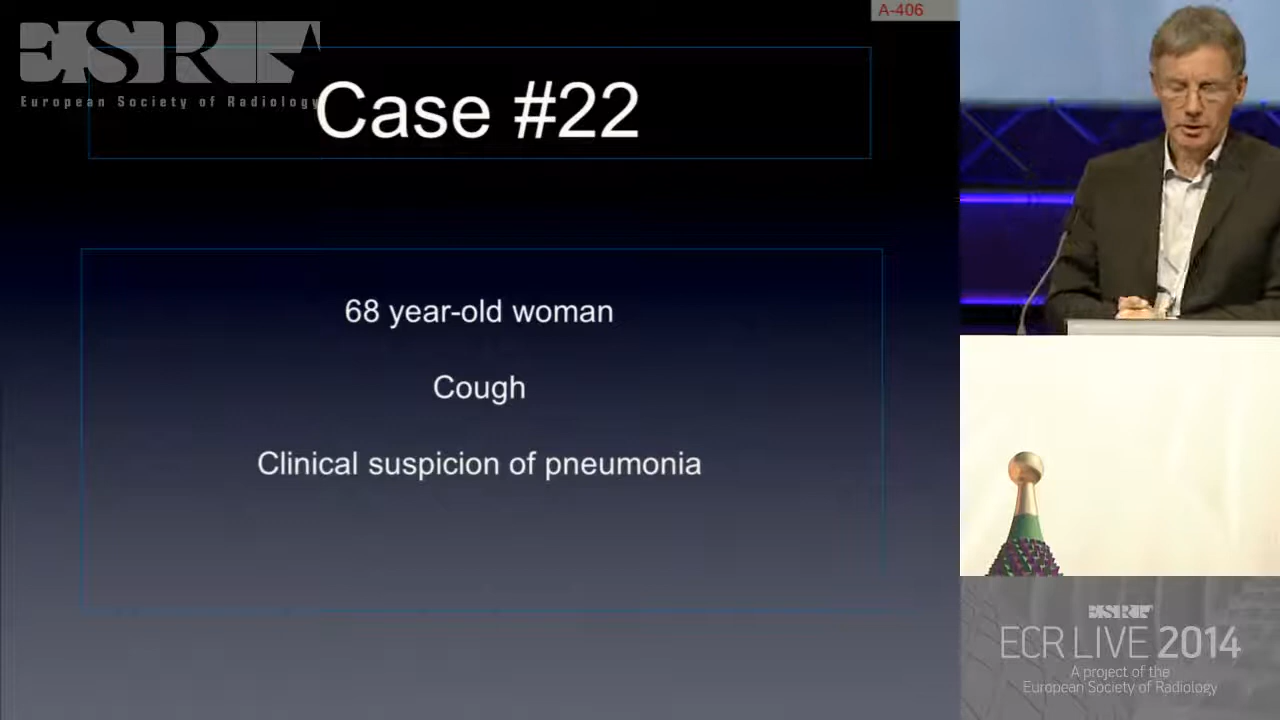 A-406
ESR
European Society of Radiology
Case #22
68 year-old woman
Cough
Clinical suspicion of pneumonia
ESR
ECR LIVE 2014
A project of the
European Society of Radiology